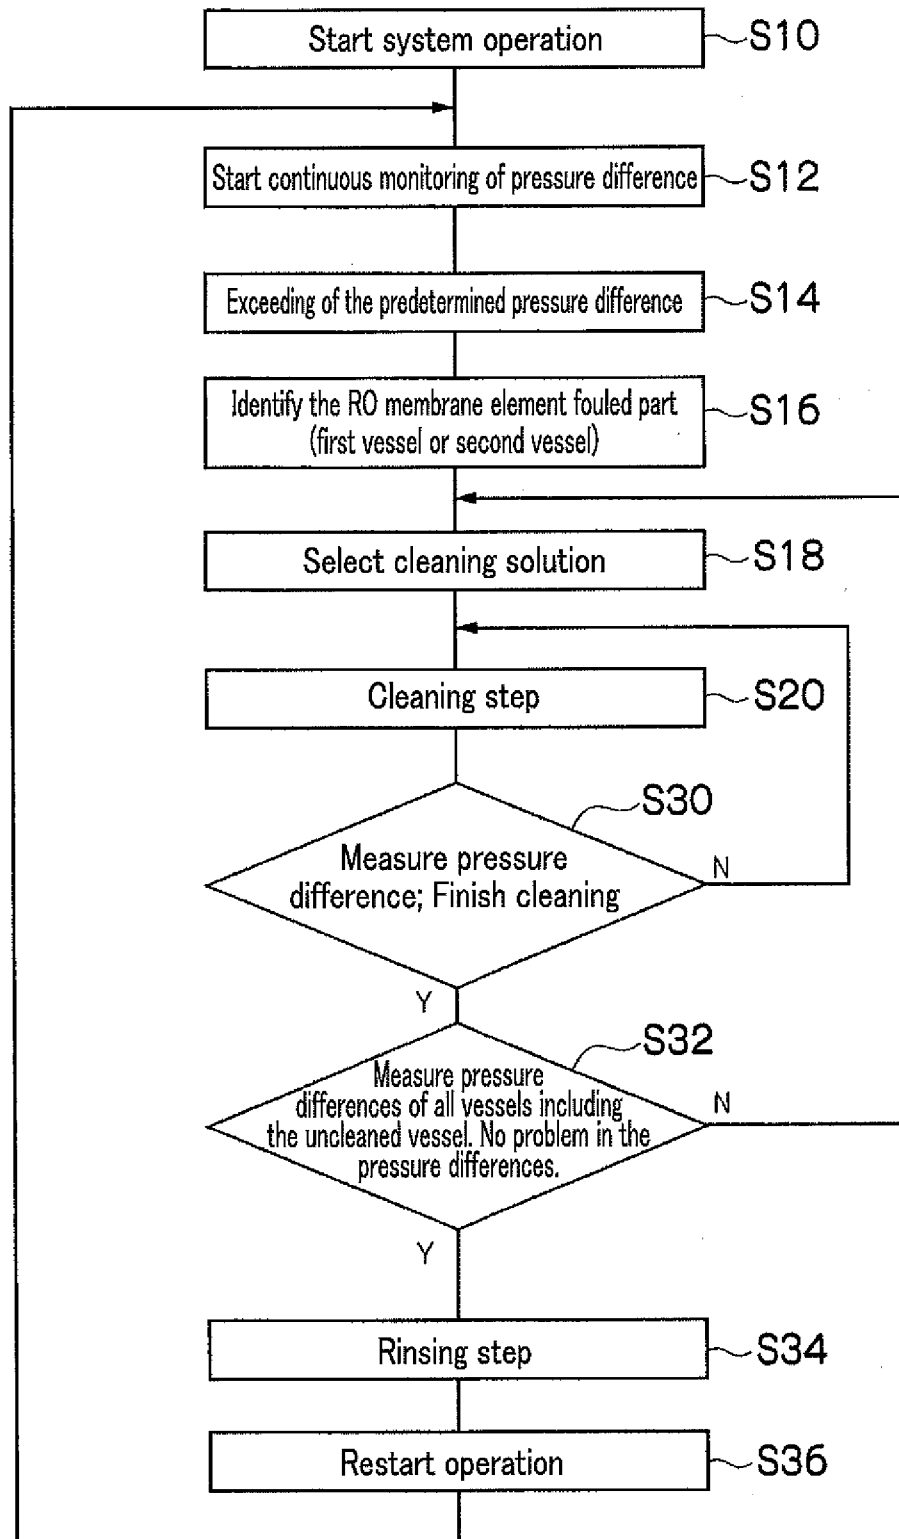 Start system operation
S10
Start continuous monitoring of pressure difference
S12
Exceeding of the predetermined pressure difference
S14
Identify the RO membrane element fouled part
(first vessel or second vessel)
S16
Select cleaning solution
S18
Cleaning step
S20
S30
Measure pressure
difference; Finish cleaning
N
Y
S32
Measure pressure
differences of all vessels including
the uncleaned vessel. No problem in the
pressure differences.
N
Y
Rinsing step
S34
Restart operation
S36